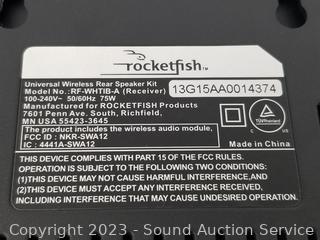 rocketfish™
Universal Wireless Rear Speaker Kit
Model No.: RF-WHTIB-A (Receiver)
100-240V~ 50/60Hz 75W
13G15AA0014374
Manufactured for ROCKETFISH Products
7601 Penn Ave. South, Richfield,
MN USA 55423-3645
This includes the wireless audio module
FCC ID : NKR-SWA12
IC : 4441A-SWA12
TÜVRheinland
C US
Made in China
THIS DEVICE COMPLIES WITH PART 15 OF THE FCC RULES.
OPERATION IS SUBJECT TO THE FOLLOWING TWO CONDITIONS:
(1)THIS DEVICE MAY NOT CAUSE HARMFUL INTERFERENCE,AND
(2)THIS DEVICE MUST ACCEPT ANY INTERFERENCE RECEIVED,
INCLUDING INTERFERENCE THAT MAY CAUSE UNDESIRED OPERATION.
Copyright 2023 - Sound Auction Service